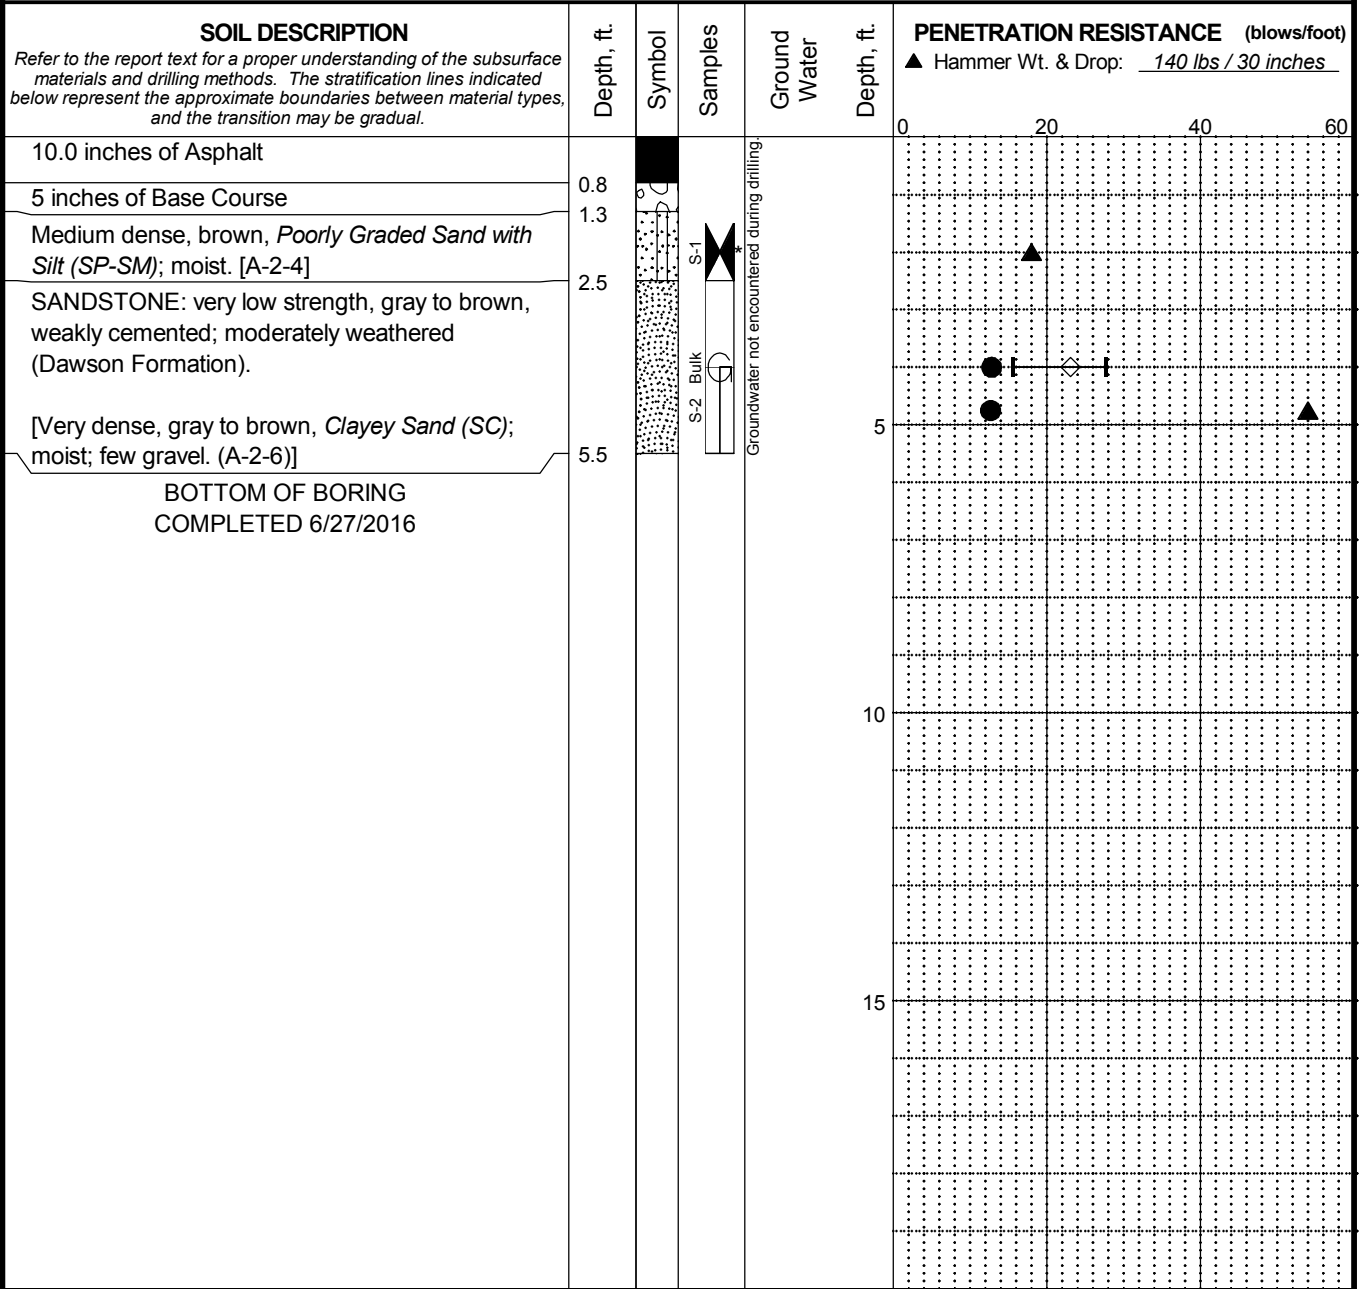 SOIL DESCRIPTION
Refer to the report text for a proper understanding of the subsurface
materials and drilling methods. The stratification lines indicated
below represent the approximate boundaries between material types,
and the transition may be gradual.
Depth, ft.
Symbol
Samples
Ground
Water
Depth, ft.
PENETRATION RESISTANCE (blows/foot)
▲ Hammer Wt. & Drop: 140 lbs / 30 inches
0 20 40 60
10.0 inches of Asphalt
0.8
5 inches of Base Course
1.3
Medium dense, brown, Poorly Graded Sand with
Silt (SP-SM); moist. [A-2-4]
2.5
SANDSTONE: very low strength, gray to brown,
weakly cemented; moderately weathered
(Dawson Formation).
[Very dense, gray to brown, Clayey Sand (SC);
moist; few gravel. (A-2-6)]
5.5
BOTTOM OF BORING
COMPLETED 6/27/2016
S-1
*
Bulk
G
S-2
Groundwater not encountered during drilling.
5
10
15